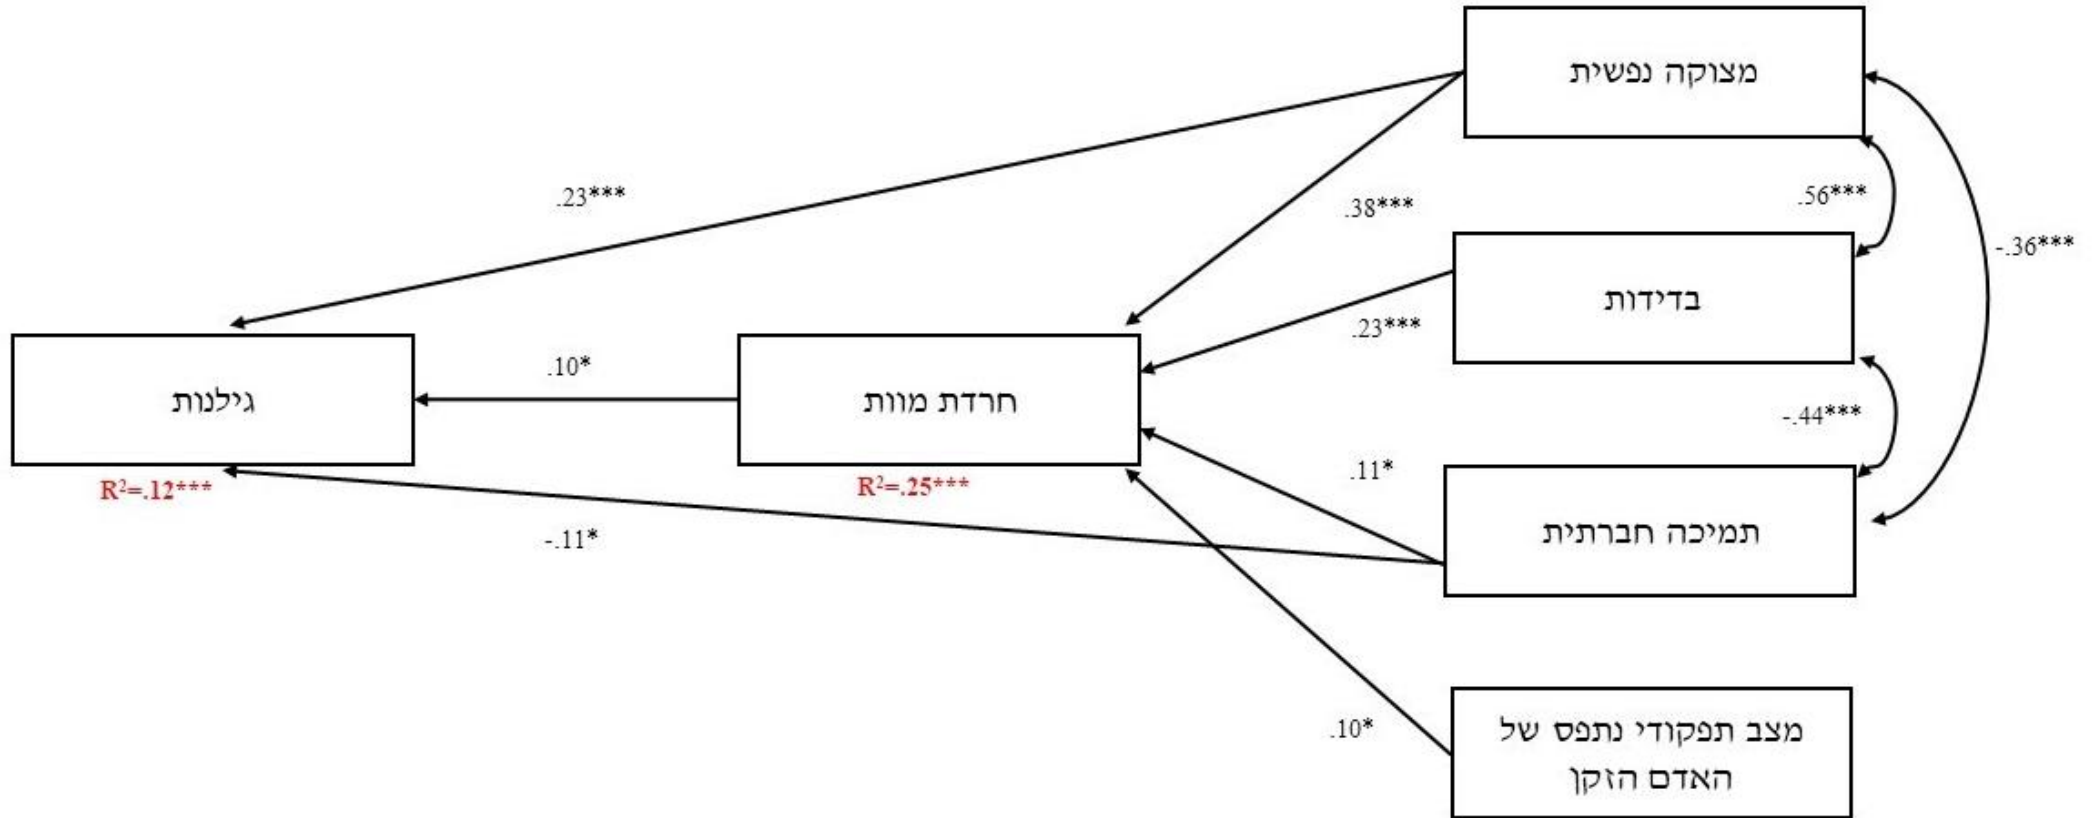 מצוקה נפשית
.23***
.38***
.56***
-.36***
בדידות
.23***
.10*
גילנות
חרדת מוות
-.44***
R²=.12***
R²=.25***
.11*
-.11*
תמיכה חברתית
מצב תפקודי נתפס של
האדם הזקן
.10*